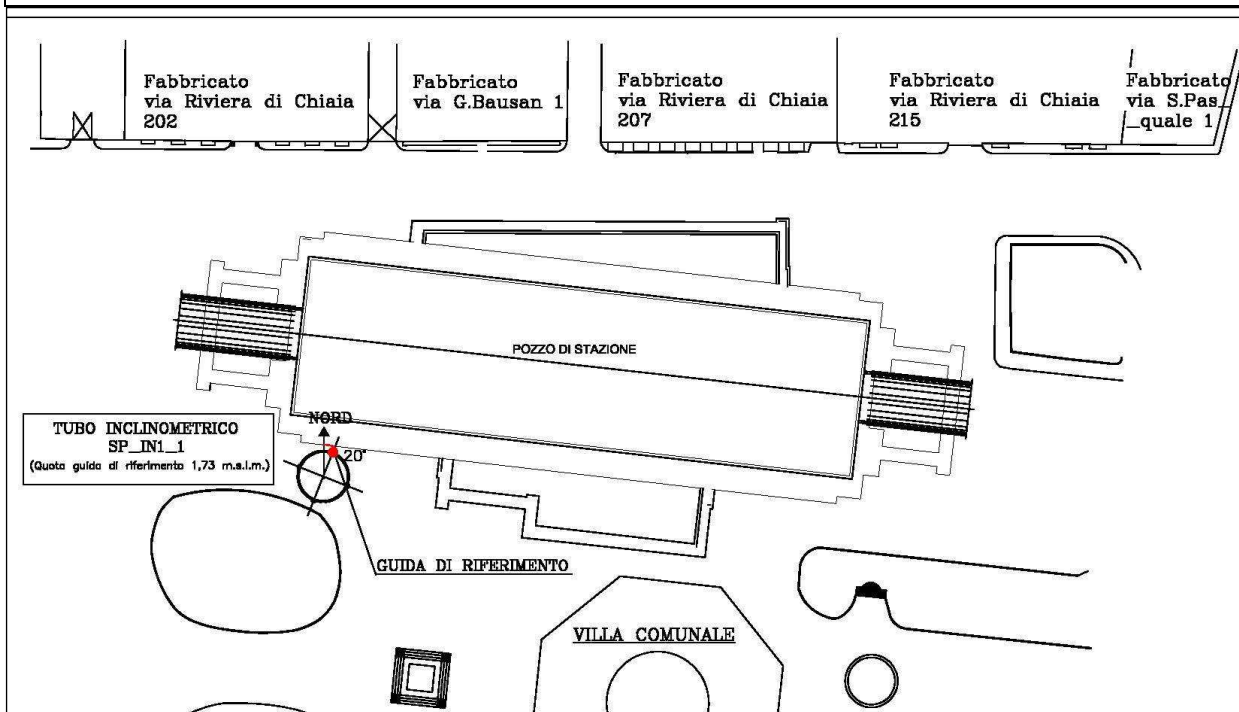 Fabbricato
via Riviera di Chiaia
202
Fabbricato
via G.Bausan 1
Fabbricato
via Riviera di Chiaia
207
Fabbricato
via Riviera di Chiaia
215
Fabbricato
via S.Pas_
_quale 1
POZZO DI STAZIONE
NORD
20°
TUBO INCLINOMETRICO
SP_IN1_1
(Quota guida di riferimento 1,73 m.s.l.m.)
GUIDA DI RIFERIMENTO
VILLA COMUNALE